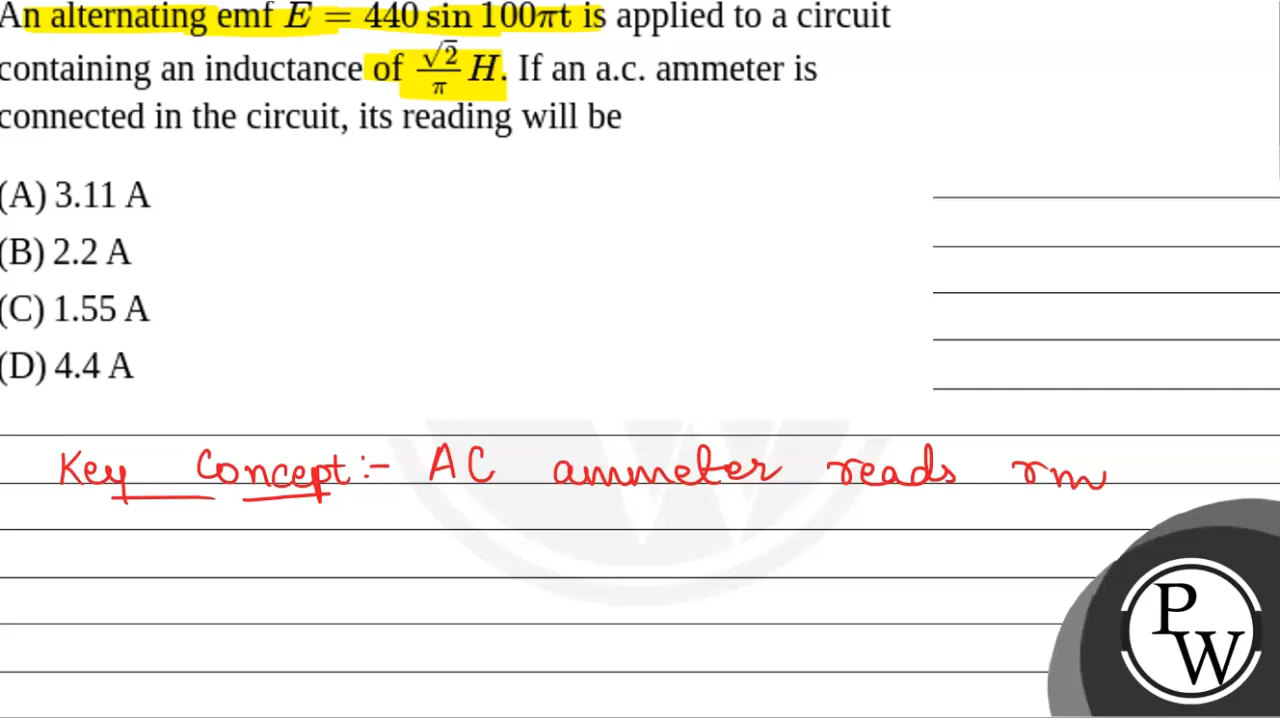 An alternating emf E = 440 sin 100πt is applied to a circuit
containing an inductance of √2/π H. If an a.c. ammeter is
connected in the circuit, its reading will be
(A) 3.11 A
(B) 2.2 A
(C) 1.55 A
(D) 4.4 A
Key Concept:- AC ammeter reads rm
P
W